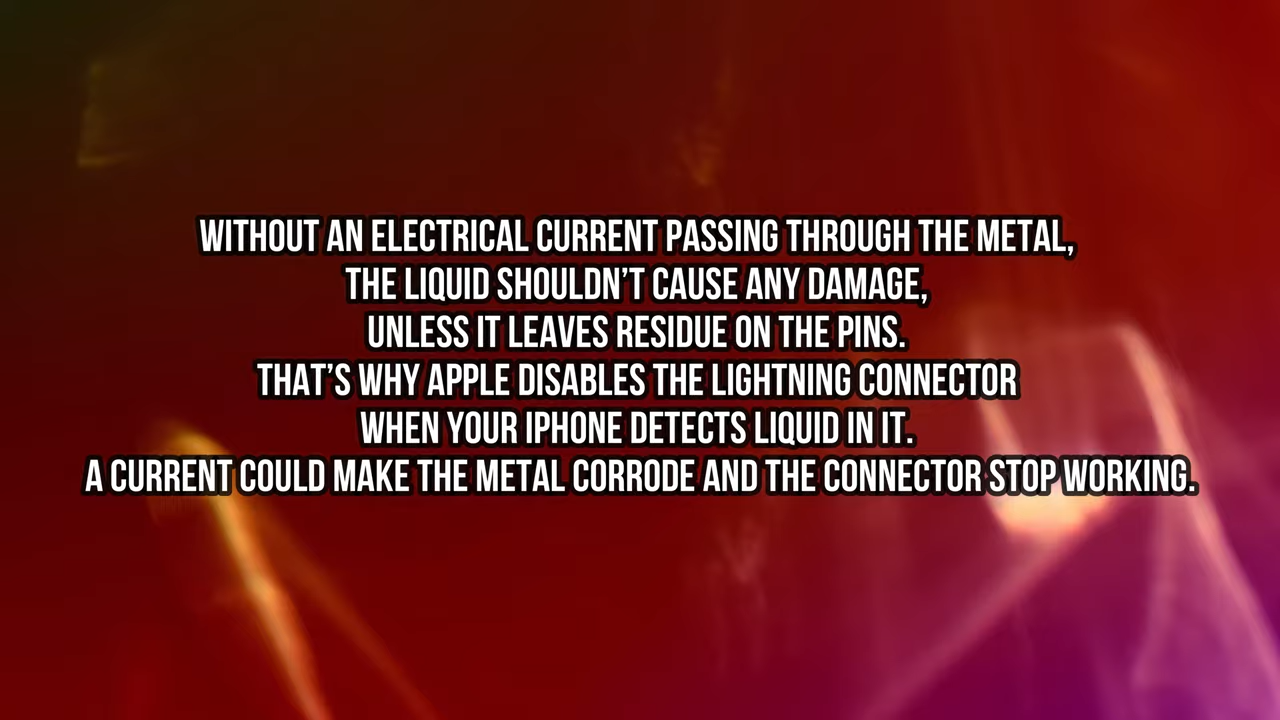 WITHOUT AN ELECTRICAL CURRENT PASSING THROUGH THE METAL,
THE LIQUID SHOULDN'T CAUSE ANY DAMAGE,
UNLESS IT LEAVES RESIDUE ON THE PINS.
THAT'S WHY APPLE DISABLES THE LIGHTNING CONNECTOR
WHEN YOUR IPHONE DETECTS LIQUID IN IT.
A CURRENT COULD MAKE THE METAL CORRODE AND THE CONNECTOR STOP WORKING.